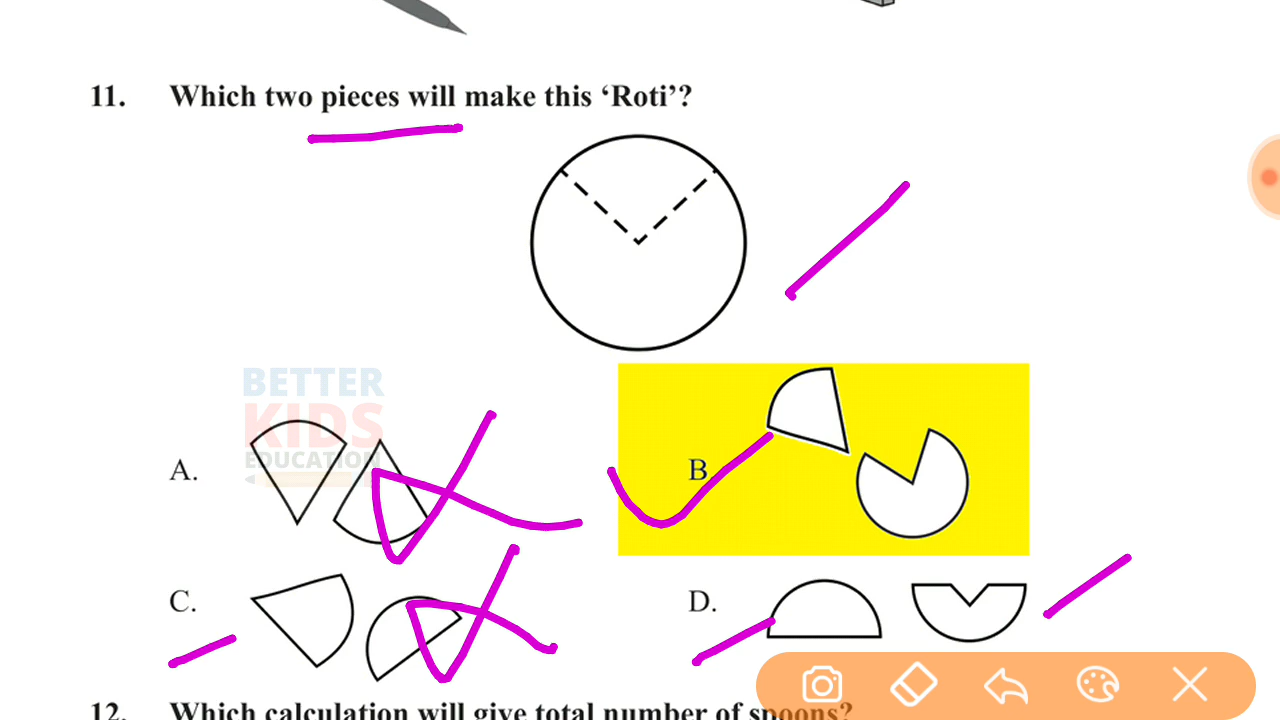 11. Which two pieces will make this ‘Roti’?
BETTER
KIDS
EDUCATION
A.
B
C.
D.
12. Which calculation will give total number of spoons?